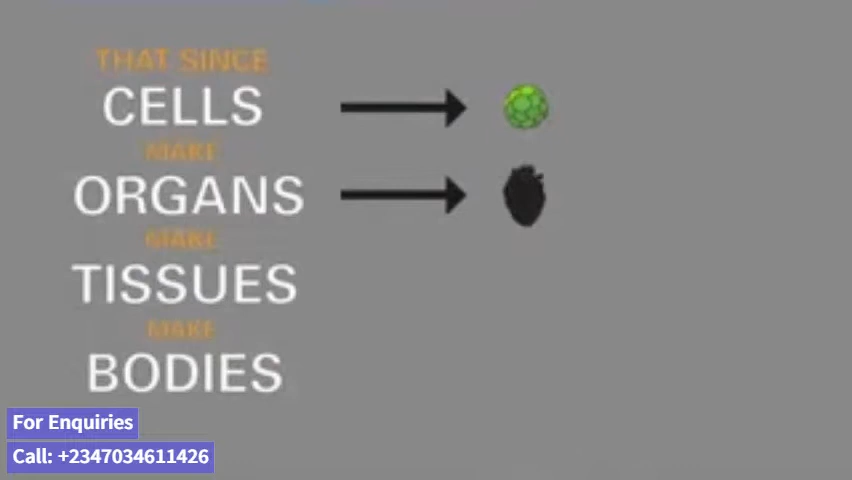 THAT SINCE
CELLS
MAKE
ORGANS
MAKE
TISSUES
MAKE
BODIES
For Enquiries
Call: +2347034611426